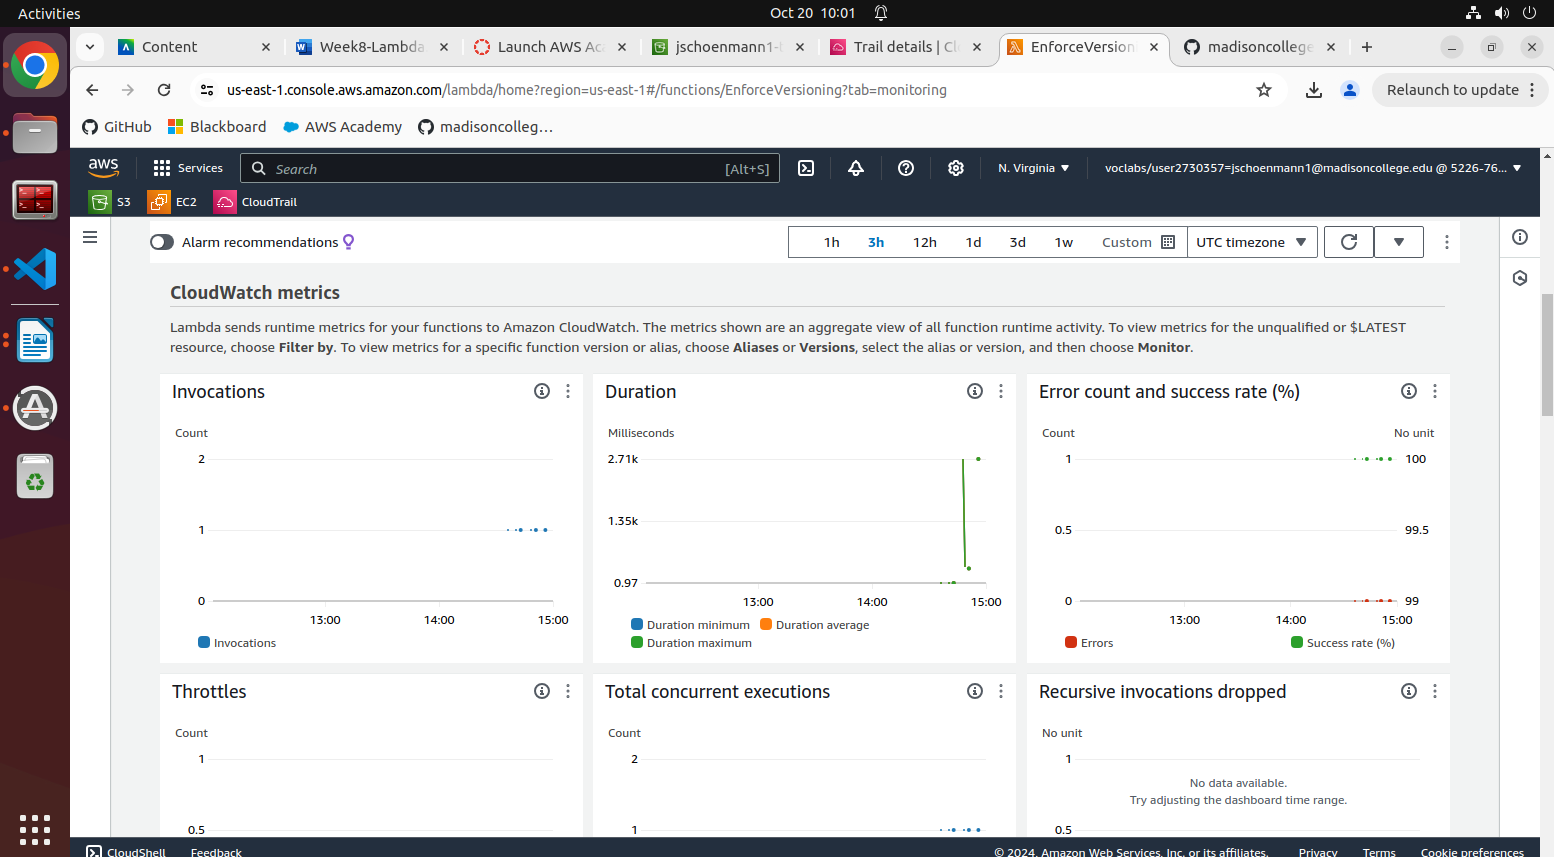 Activities
Oct 20 10:01
Content
Week8-Lambda
Launch AWS Aca
jschoenmann1-
Trail details | Cl
EnforceVersion
madisoncollege
us-east-1.console.aws.amazon.com/lambda/home?region=us-east-1#/functions/EnforceVersioning?tab=monitoring
Relaunch to update
GitHub
Blackboard
AWS Academy
madisoncolleg…
aws
Services
Search
[Alt+S]
N. Virginia
voclabs/user2730357=jschoenmann1@madisoncollege.edu @ 5226-76...
S3
EC2
CloudTrail
Alarm recommendations
1h
3h
12h
1d
3d
1w
Custom
UTC timezone
CloudWatch metrics
Lambda sends runtime metrics for your functions to Amazon CloudWatch. The metrics shown are an aggregate view of all function runtime activity. To view metrics for the unqualified or $LATEST
resource, choose Filter by. To view metrics for a specific function version or alias, choose Aliases or Versions, select the alias or version, and then choose Monitor.
Invocations
Count
2
1
0
13:00
14:00
15:00
Invocations
Duration
Milliseconds
2.71k
1.35k
0.97
13:00
14:00
15:00
Duration minimum
Duration average
Duration maximum
Error count and success rate (%)
Count
No unit
1
100
0.5
99.5
0
99
13:00
14:00
15:00
Errors
Success rate (%)
Throttles
Count
1
0.5
Total concurrent executions
Count
2
1
Recursive invocations dropped
No unit
1
No data available.
Try adjusting the dashboard time range.
0.5
CloudShell
Feedback
© 2024, Amazon Web Services, Inc. or its affiliates.
Privacy
Terms
Cookie preferences